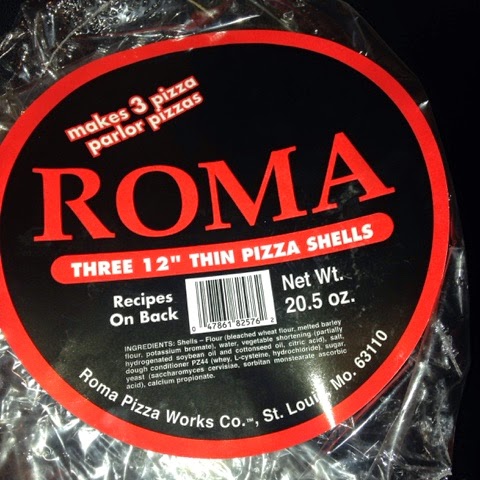 makes 3 pizza
parlor pizzas
ROMA
THREE 12" THIN PIZZA SHELLS
Recipes
On Back
0 47861 82576 2
Net Wt.
20.5 oz.
INGREDIENTS: Shells – Flour (bleached wheat flour, melted barley
flour, potassium bromate), water, vegetable shortening (partially
hydrogenated soybean oil and cottonseed oil, citric acid), salt,
dough conditioner PZ44 (whey, L-cysteine, hydrochloride), sugar,
yeast (saccharomyces cervisiae, sorbitan monstearate ascorbic
acid), calcium propionate.
Roma Pizza Works Co.™, St. Louis, Mo. 63110